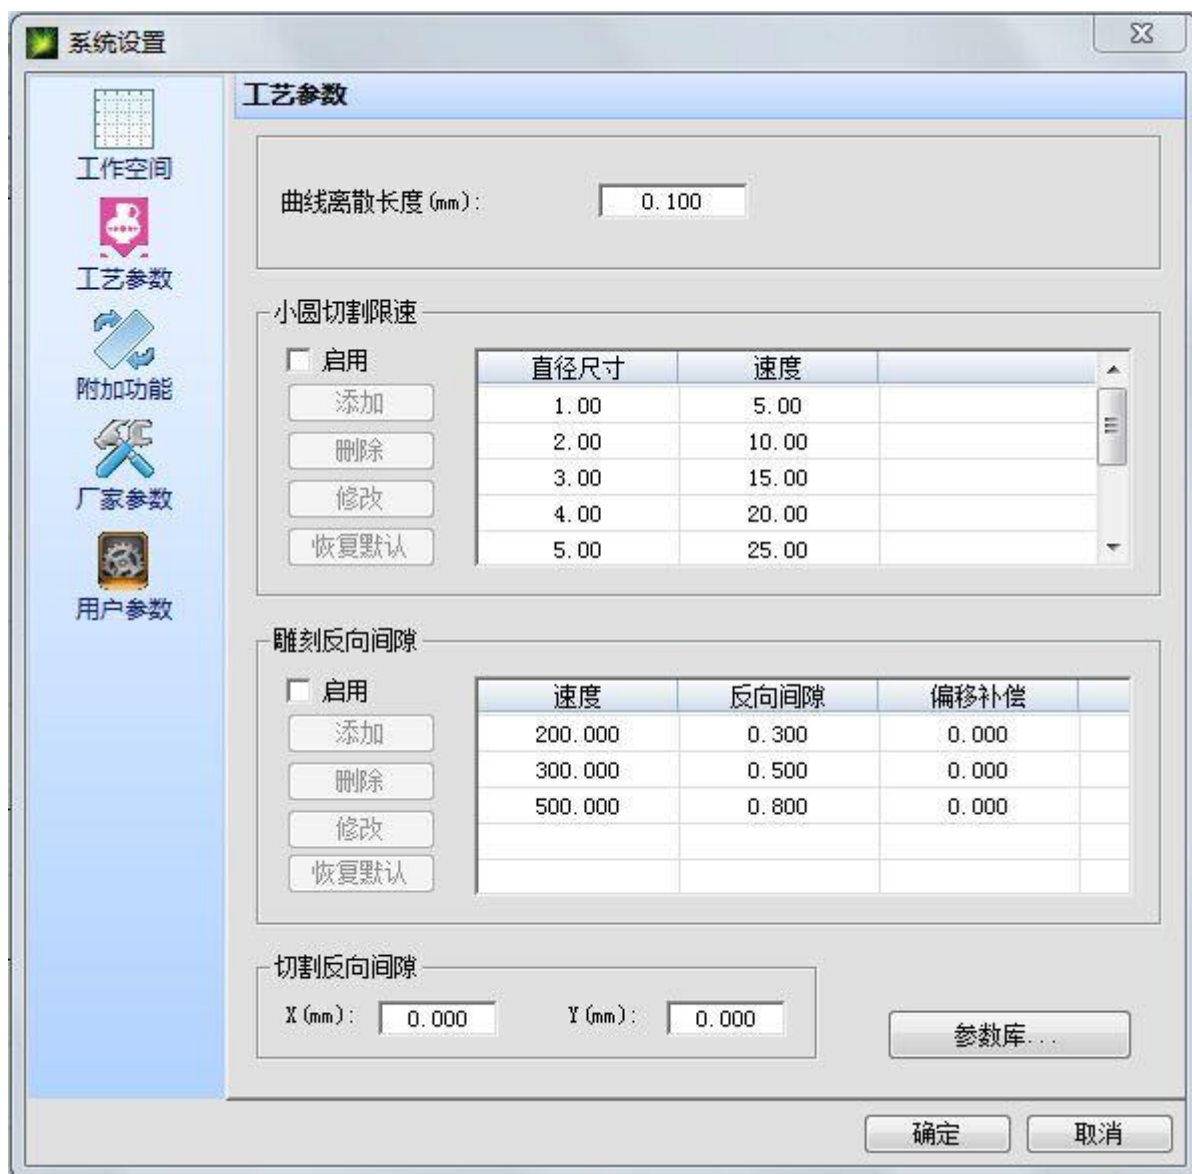 系统设置
工作空间
工艺参数
附加功能
厂家参数
用户参数
工艺参数
曲线离散长度(mm): 0.100
小圆切割限速
启用
添加
删除
修改
恢复默认
直径尺寸 速度
1.00 5.00
2.00 10.00
3.00 15.00
4.00 20.00
5.00 25.00
雕刻反向间隙
启用
添加
删除
修改
恢复默认
速度 反向间隙 偏移补偿
200.000 0.300 0.000
300.000 0.500 0.000
500.000 0.800 0.000
切割反向间隙
X(mm): 0.000 Y(mm): 0.000
参数库...
确定 取消